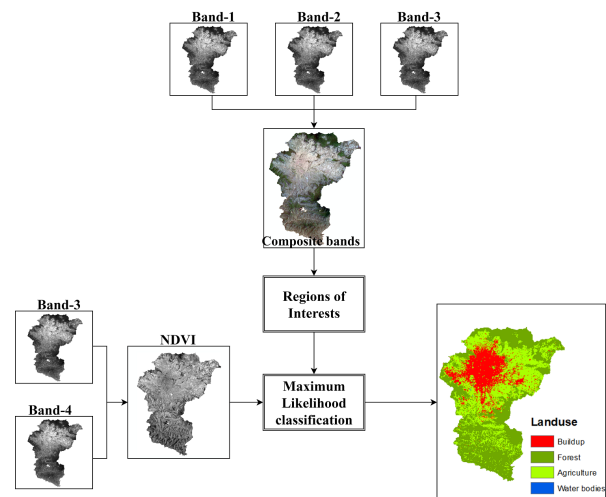 Band-1
Band-2
Band-3
Composite bands
Regions of
Interests
Band-3
NDVI
Band-4
Maximum
Likelihood
classification
Landuse
Buildup
Forest
Agriculture
Water bodies